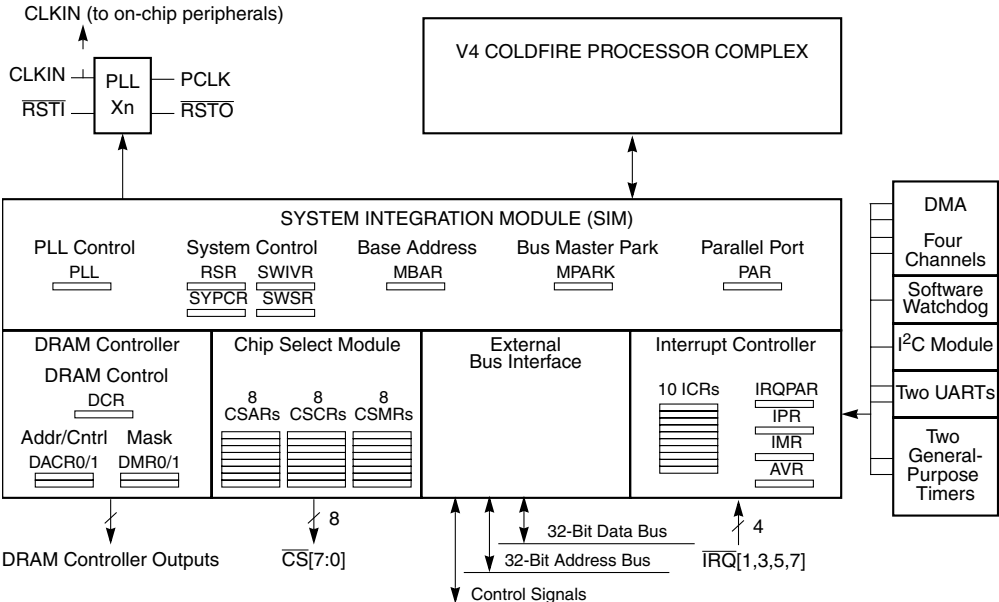 CLKIN (to on-chip peripherals)
CLKIN
PLL
Xn
PCLK
RSTI
RSTO
V4 COLDFIRE PROCESSOR COMPLEX
SYSTEM INTEGRATION MODULE (SIM)
PLL Control
PLL
System Control
RSR
SWIVR
SYPCR
SWSR
Base Address
MBAR
Bus Master Park
MPARK
Parallel Port
PAR
DRAM Controller
DRAM Control
DCR
Addr/Cntrl
Mask
DACR0/1
DMR0/1
Chip Select Module
8
CSARs
8
CSCRs
8
CSMRs
External
Bus Interface
Interrupt Controller
10 ICRs
IRQPAR
IPR
IMR
AVR
DMA
Four
Channels
Software
Watchdog
I²C Module
Two UARTs
Two
General-
Purpose
Timers
DRAM Controller Outputs
8
CS[7:0]
32-Bit Data Bus
32-Bit Address Bus
Control Signals
4
IRQ[1,3,5,7]